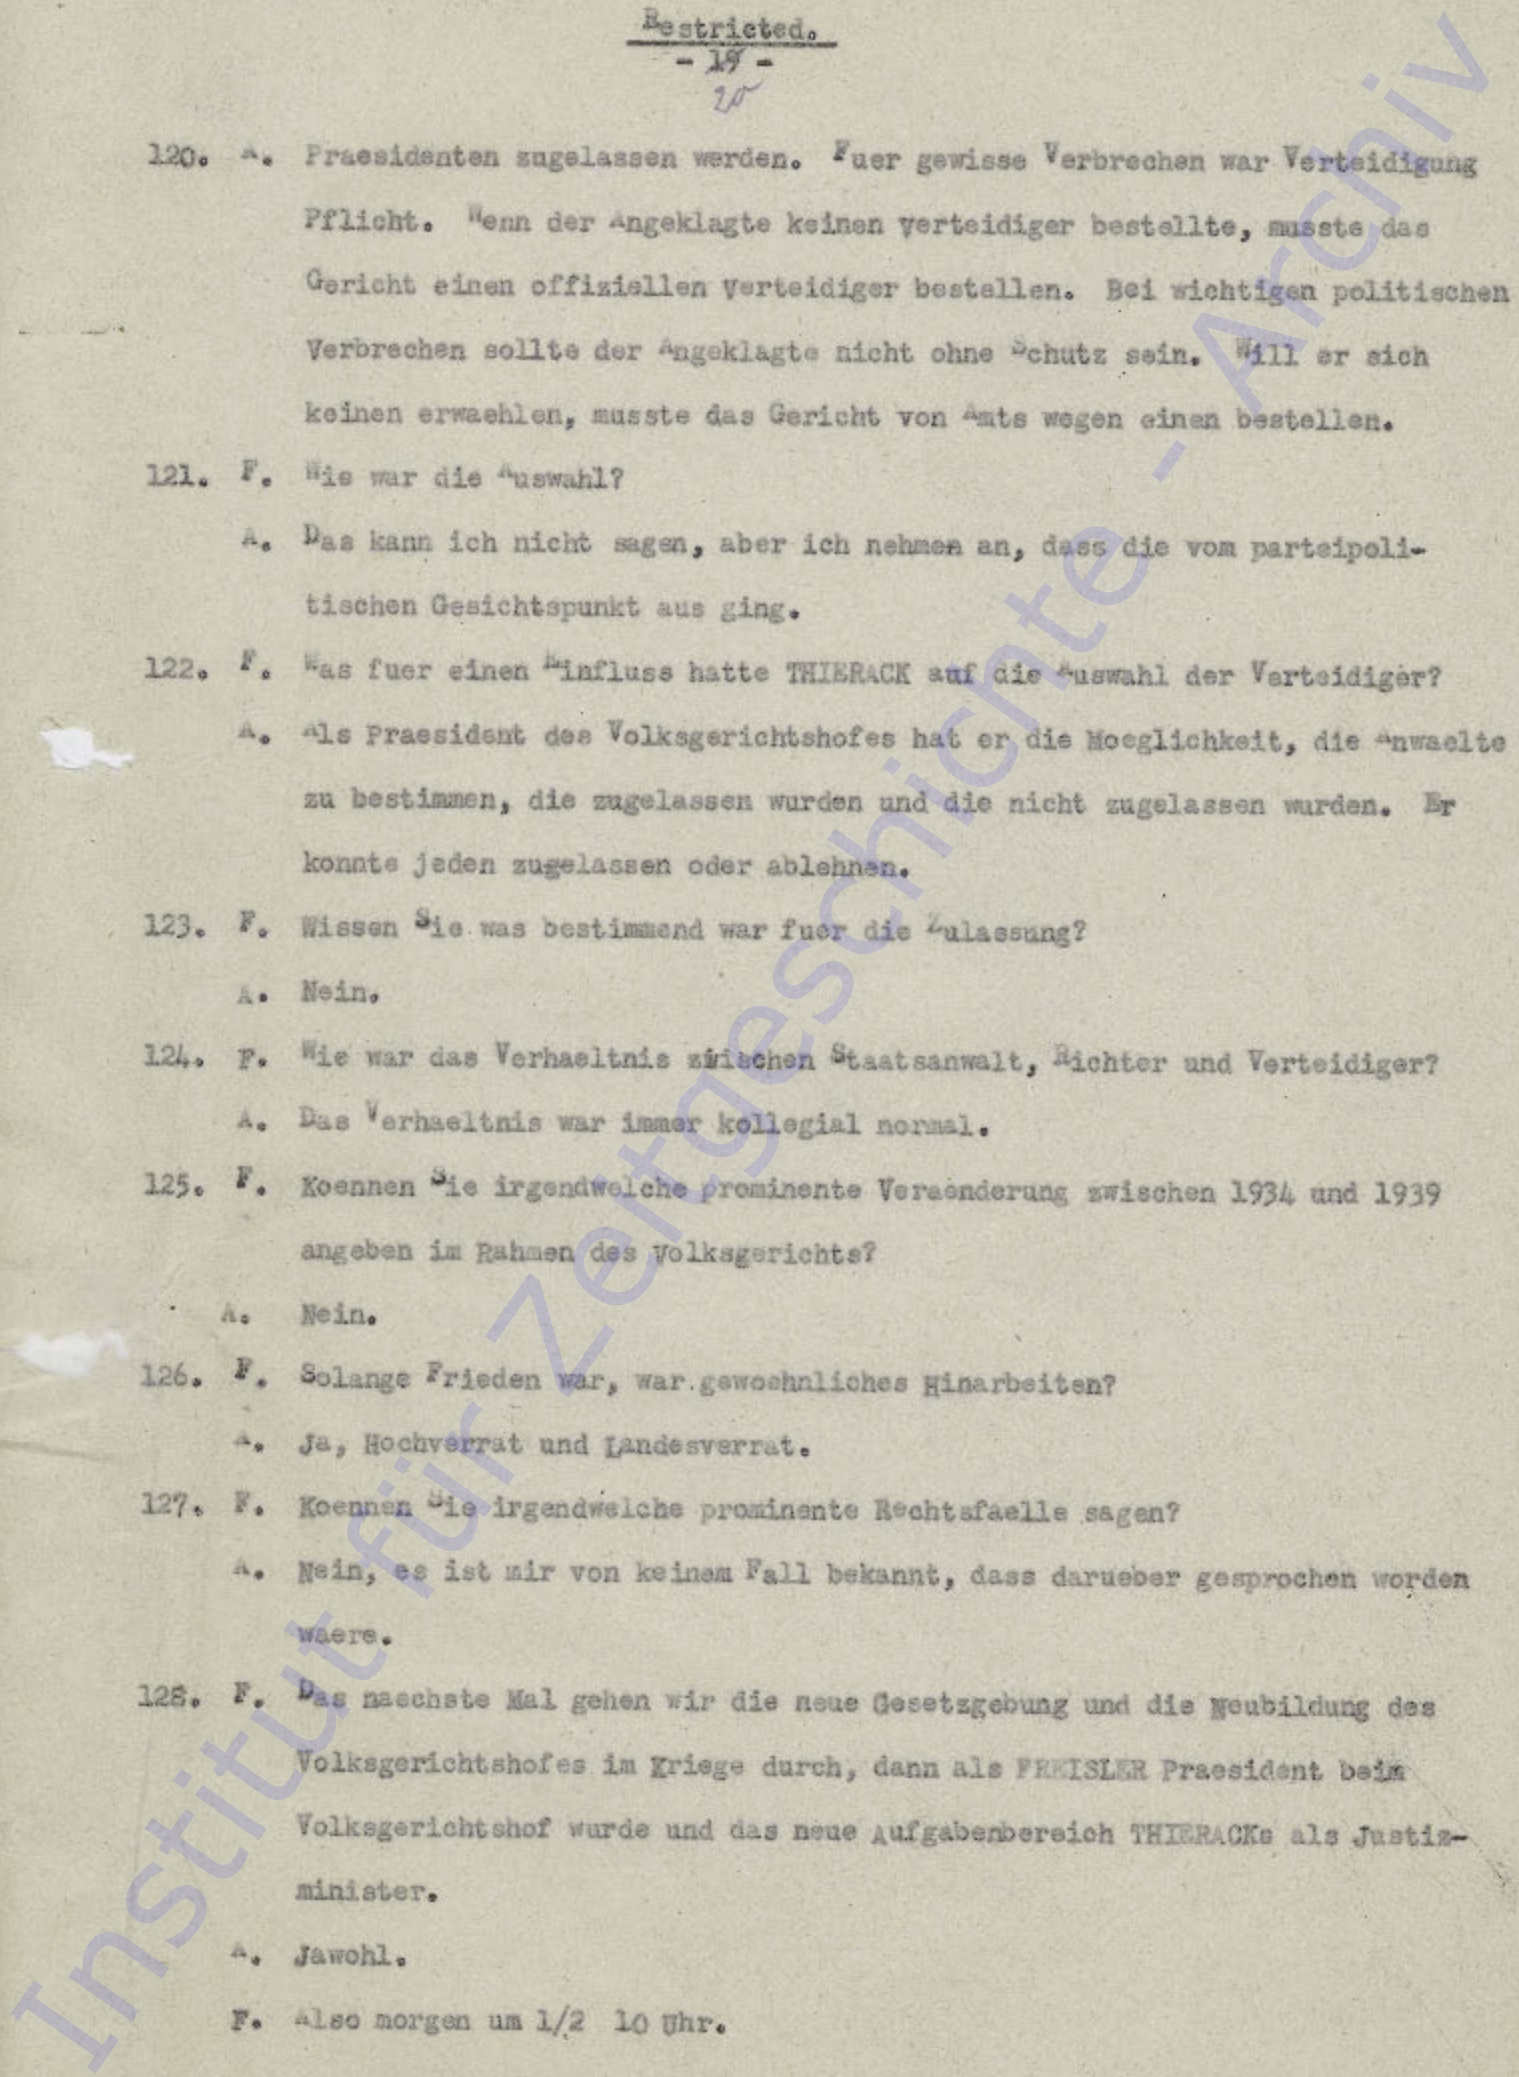 Restricted.
- 19 -
20
120. A. Praesidenten zugelassen werden. Fuer gewisse Verbrechen war Verteidigung
Pflicht. Wenn der Angeklagte keinen Verteidiger bestellte, musste das
Gericht einen offiziellen Verteidiger bestellen. Bei wichtigen politischen
Verbrechen sollte der Angeklagte nicht ohne Schutz sein. Will er sich
keinen erwaehlen, musste das Gericht von Amts wegen einen bestellen.
121. F. Wie war die Auswahl?
A. Das kann ich nicht sagen, aber ich nehmen an, dass die vom parteipoli-
tischen Gesichtspunkt aus ging.
122. F. Was fuer einen Einfluss hatte THIERACK auf die Auswahl der Verteidiger?
A. Als Praesident des Volksgerichtshofes hat er die Moeglichkeit, die Anwaelte
zu bestimmen, die zugelassen wurden und die nicht zugelassen wurden. Er
konnte jeden zugelassen oder ablehnen.
123. F. Wissen Sie was bestimmend war fuer die Zulassung?
A. Nein.
124. F. Wie war das Verhaeltnis zwischen Staatsanwalt, Richter und Verteidiger?
A. Das Verhaeltnis war immer kollegial normal.
125. F. Koennen Sie irgendwelche prominente Veraenderung zwischen 1934 und 1939
angeben im Rahmen des Volksgerichts?
A. Nein.
126. F. Solange Frieden war, war gewoehnliches Hinarbeiten?
A. Ja, Hochverrat und Landesverrat.
127. F. Koennen Sie irgendwelche prominente Rechtsfaelle sagen?
A. Nein, es ist mir von keinem Fall bekannt, dass darueber gesprochen worden
waere.
128. F. Das naechste Mal gehen wir die neue Gesetzgebung und die Neubildung des
Volksgerichtshofes im Kriege durch, dann als FREISLER Praesident beim
Volksgerichtshof wurde und das neue Aufgabenbereich THIERACKs als Justiz-
minister.
A. Jawohl.
F. Also morgen um 1/2 10 Uhr.
Institut für Zeitgeschichte - Archiv